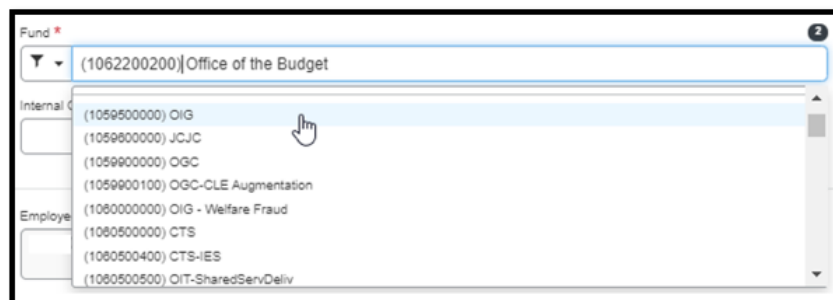 Fund *
2
(1062200200) Office of the Budget
Internal
(1059500000) OIG
(1059600000) JCJC
(1059900000) OGC
(1059900100) OGC-CLE Augmentation
(1060000000) OIG - Welfare Fraud
Employe
(1060500000) CTS
(1060500400) CTS-IES
(1060500500) OIT-SharedServDeliv